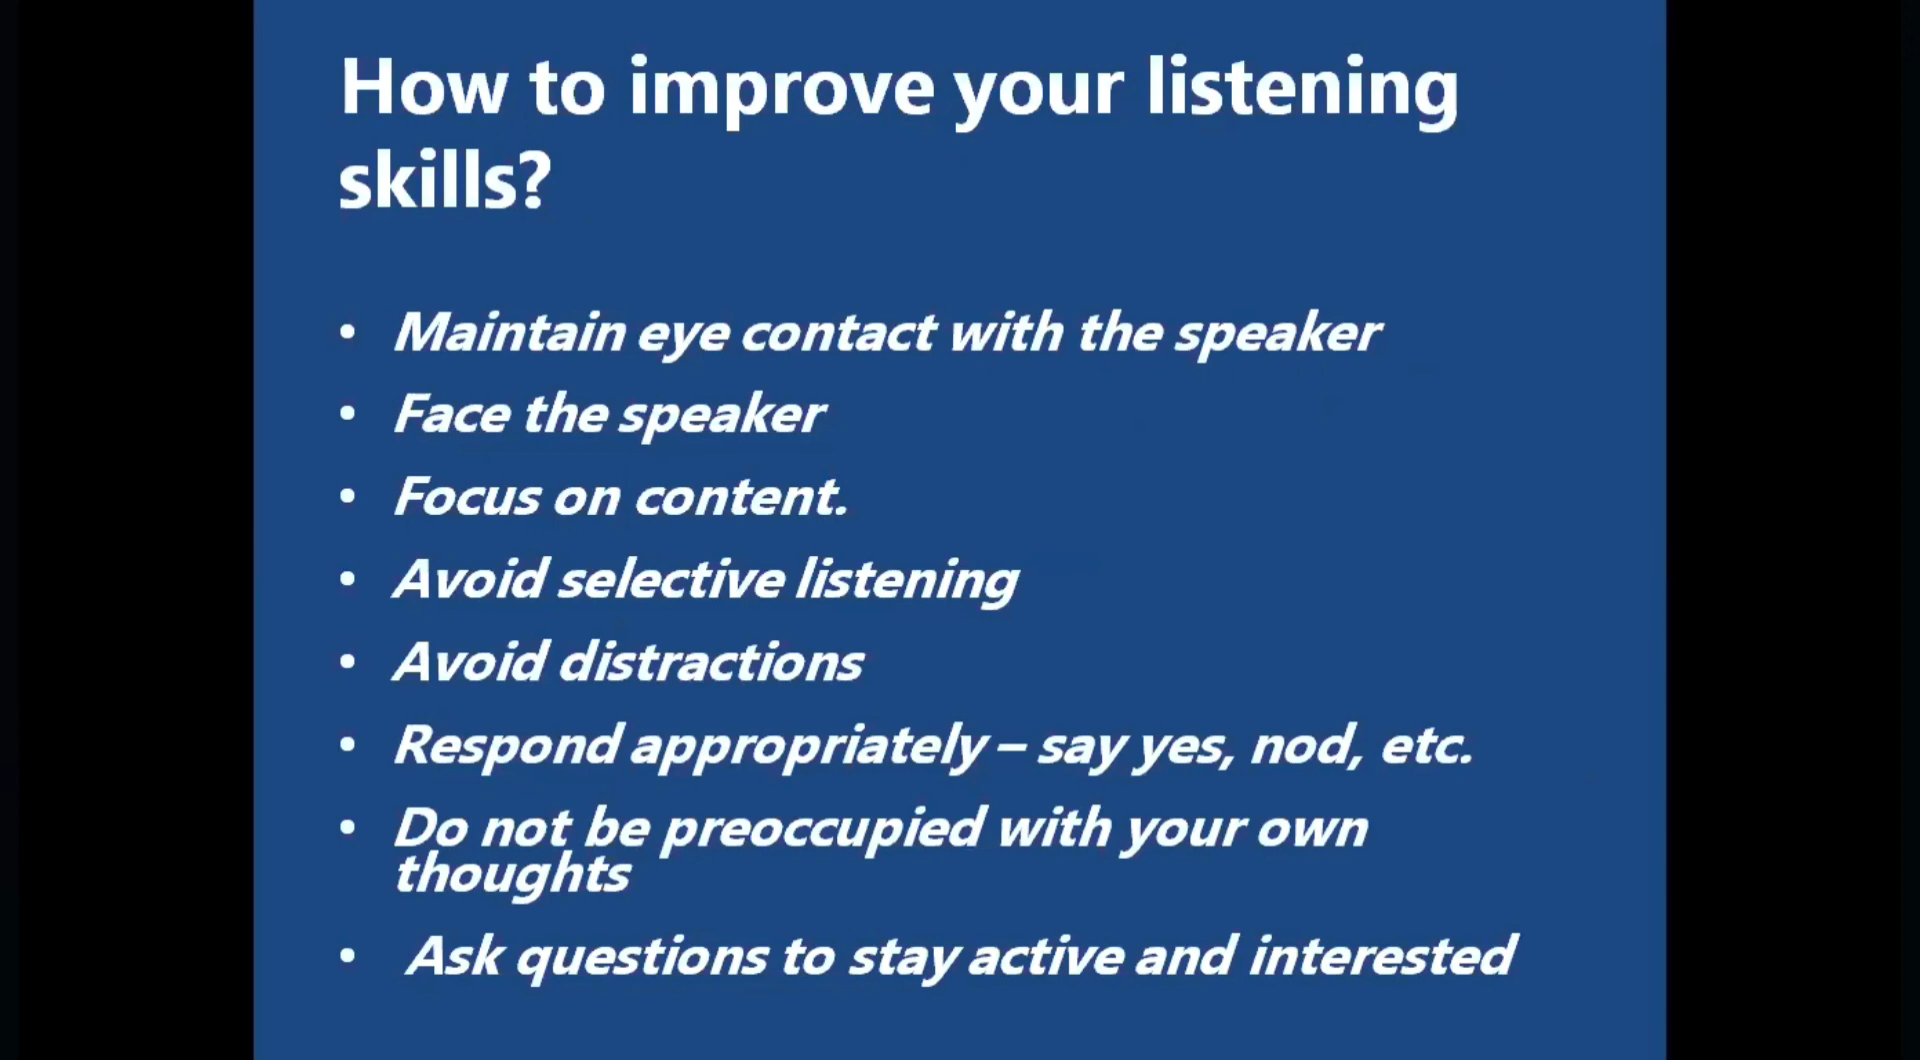 How to improve your listening
skills?
• Maintain eye contact with the speaker
• Face the speaker
• Focus on content.
• Avoid selective listening
• Avoid distractions
• Respond appropriately – say yes, nod, etc.
• Do not be preoccupied with your own
thoughts
• Ask questions to stay active and interested